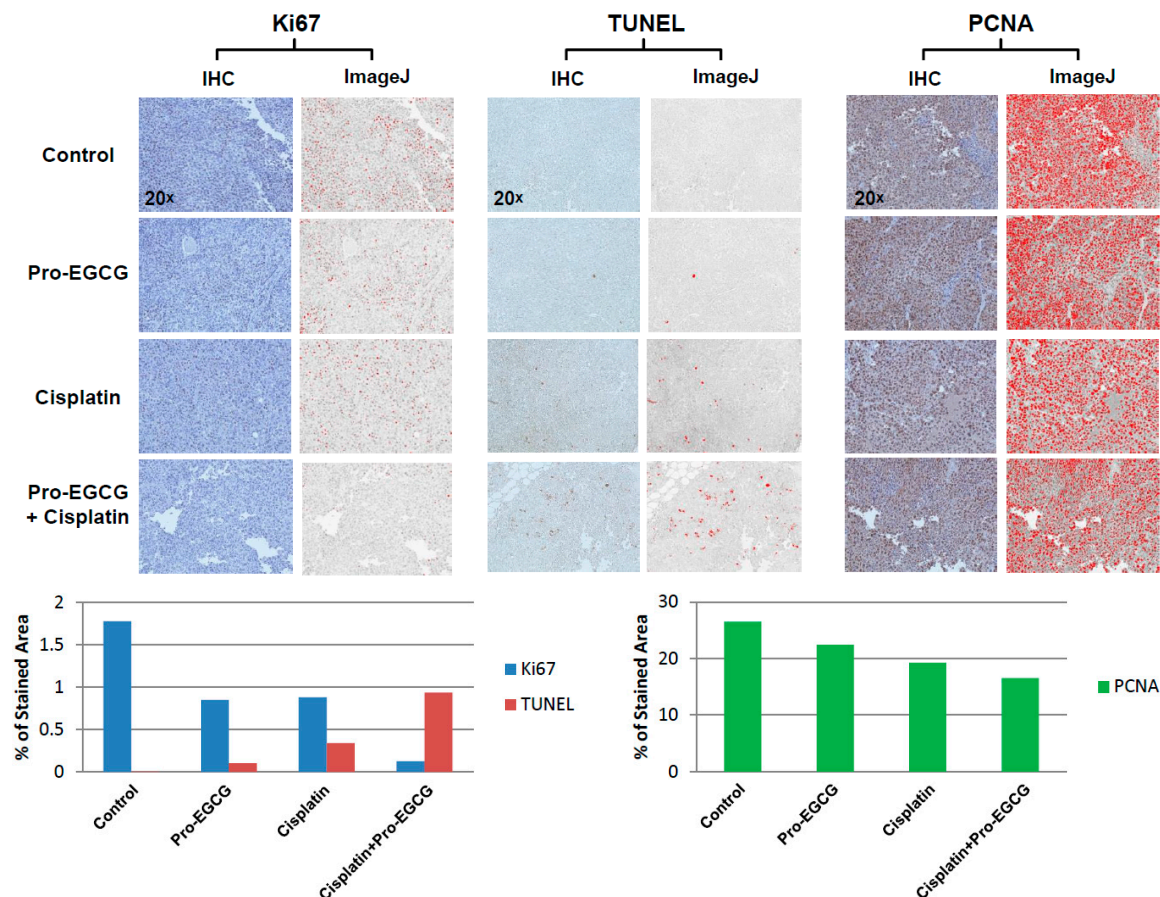 Ki67 TUNEL PCNA
IHC ImageJ IHC ImageJ IHC ImageJ
Control
20x 20x 20x
Pro-EGCG
Cisplatin
Pro-EGCG
+ Cisplatin
% of Stained Area
2
1.5
1
0.5
0
Control
Pro-EGCG
Cisplatin
Cisplatin+Pro-EGCG
Ki67
TUNEL
% of Stained Area
30
20
10
0
Control
Pro-EGCG
Cisplatin
Cisplatin+Pro-EGCG
PCNA